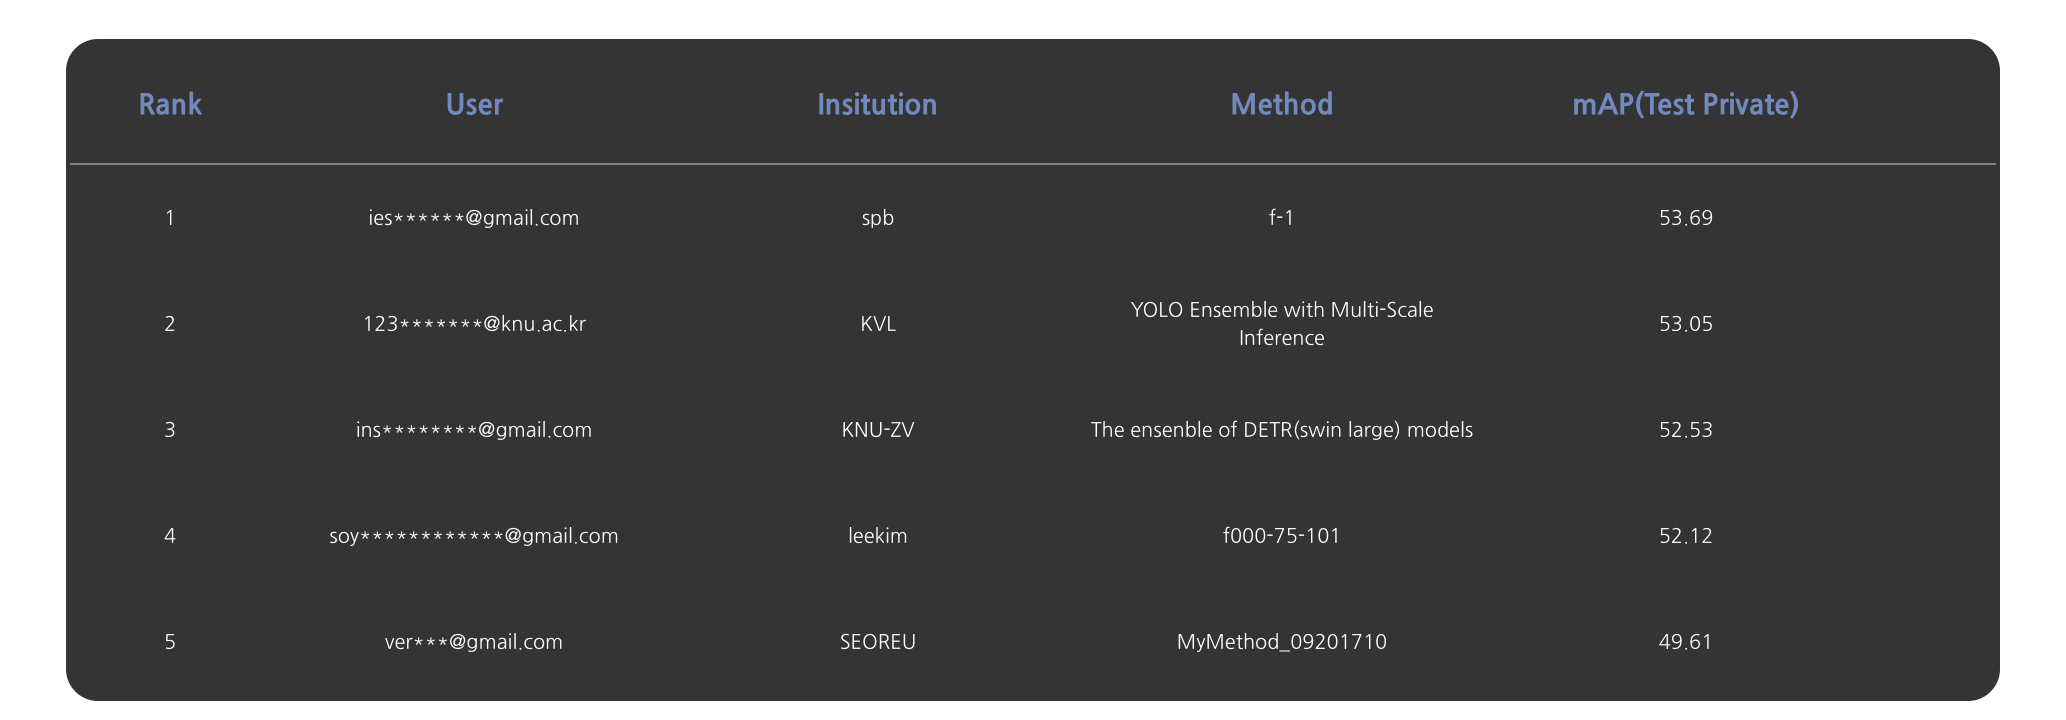 Rank User Insitution Method mAP(Test Private)
1 ies******@gmail.com spb f-1 53.69
2 123*******@knu.ac.kr KVL YOLO Ensemble with Multi-Scale 53.05
Inference
3 ins********@gmail.com KNU-ZV The ensenble of DETR(swin large) models 52.53
4 soy************@gmail.com leekim f000-75-101 52.12
5 ver***@gmail.com SEOREU MyMethod_09201710 49.61